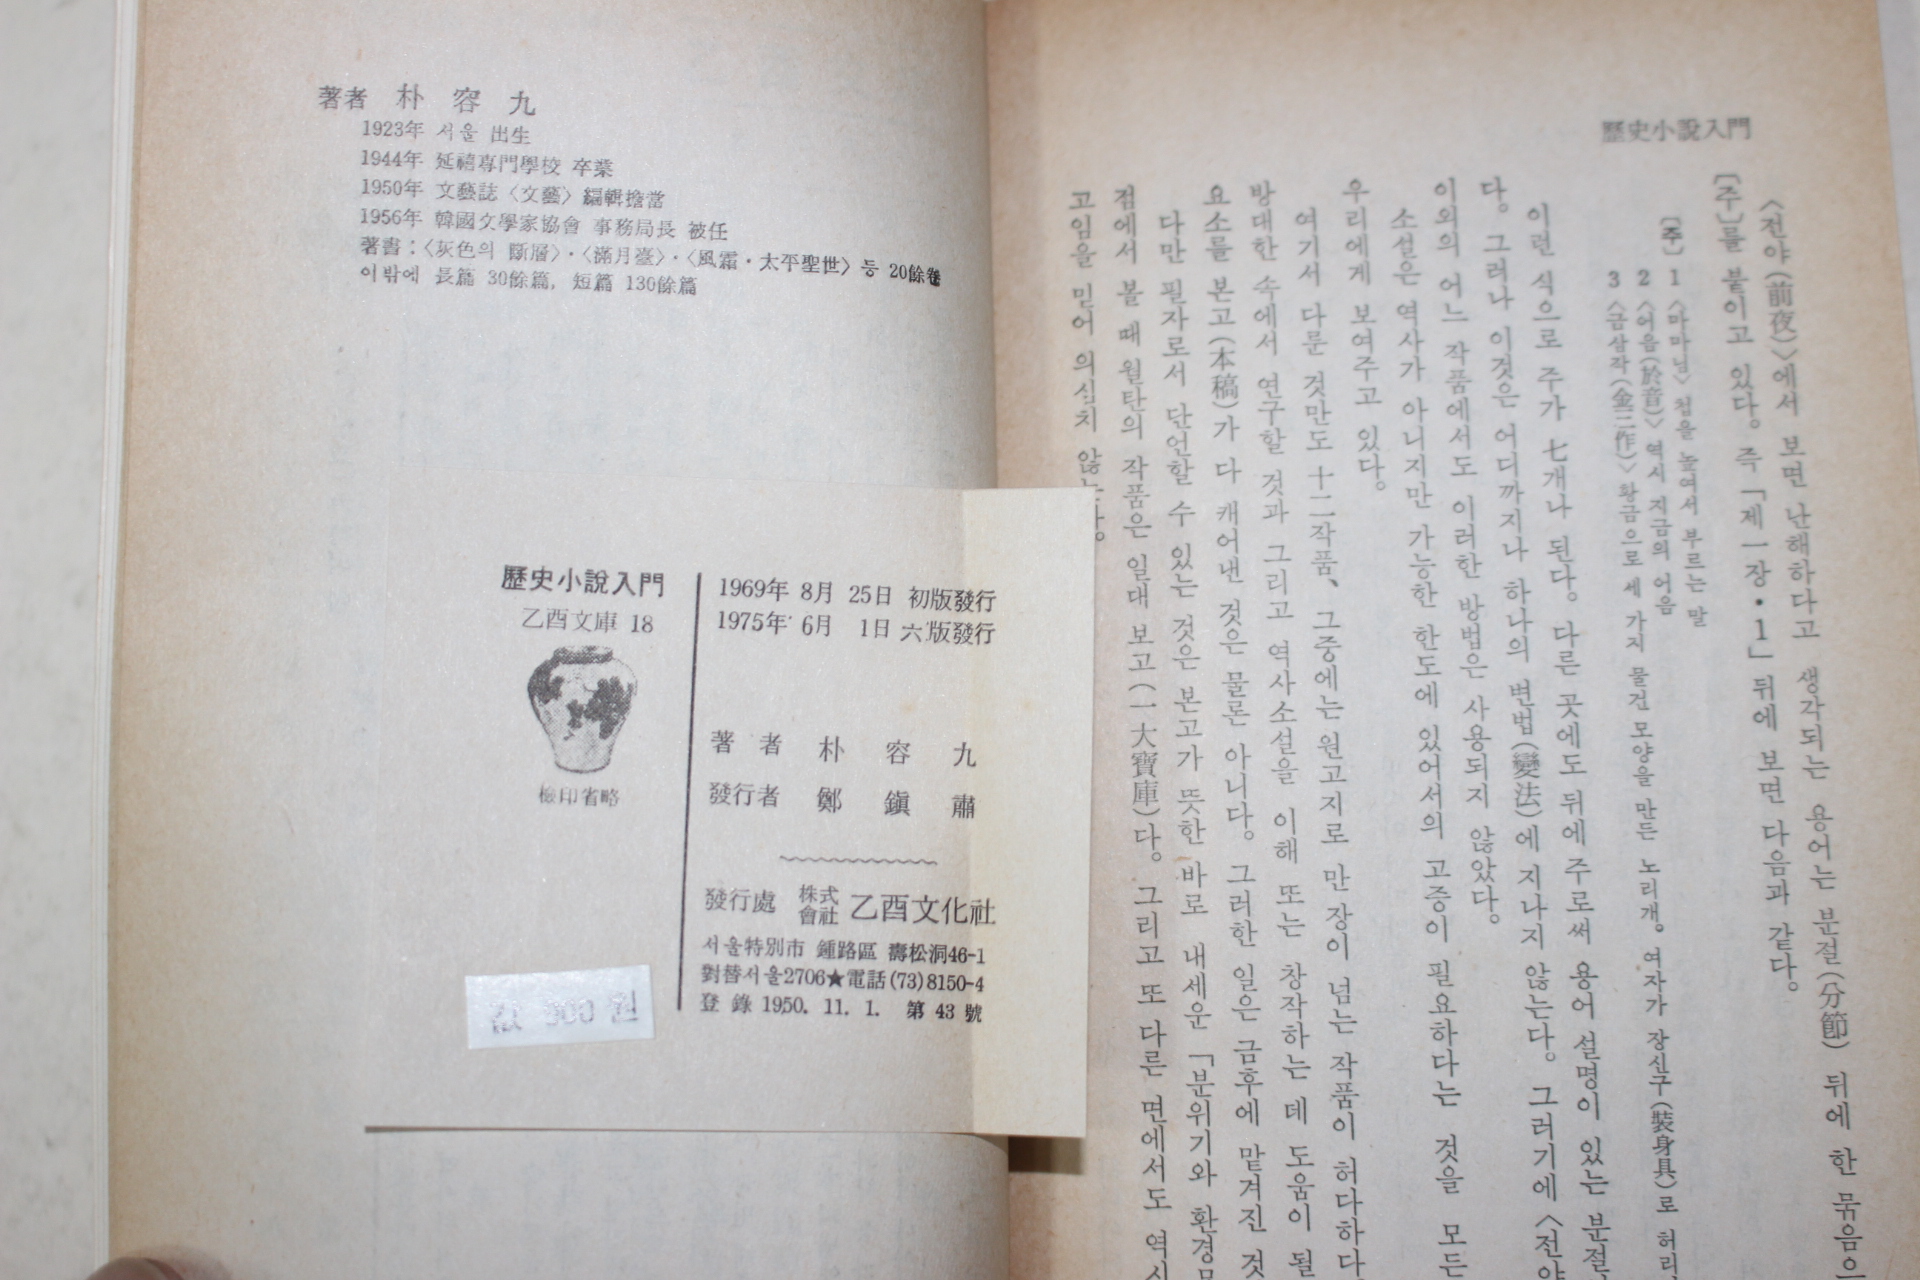 著者 朴容九
1923年 서울 出生
1944年 延禧専門學校 卒業
1950年 文藝誌〈文藝〉編輯擔當
1956年 韓國文學家協會 事務局長 被任
著書:〈灰色의 斷層〉·〈滿月臺〉·〈風霜·太平聖世〉등 20餘卷
이밖에 長篇 30餘篇, 短篇 130餘篇
歷史小說入門
乙酉文庫 18
檢印省略
1969年 8月 25日 初版發行
1975年 6月 1日 六版發行
著者 朴容九
發行者 鄭鎭肅
發行處 株式會社 乙酉文化社
서울特別市 鍾路區 壽松洞46-1
對替서울2706★電話(73)8150-4
登錄 1950. 11. 1. 第 43 號
값 900 원
歷史小說入門
〈전야(前夜)〉에서 보면 난해하다고 생각되는 용어는 분절(分節) 뒤에 한 묶음으
〔주〕를 붙이고 있다. 즉 「제一장·1」뒤에 보면 다음과 같다.
〔주〕 1 〈마마님〉 첩을 높여서 부르는 말
2 〈어음(於音)〉 역시 지금의 어음
3 〈금삼작(金三作)〉 황금으로 세 가지 물건 모양을 만든 노리개. 여자가 장신구(裝身具)로 허리
이런 식으로 주가 七개나 된다. 다른 곳에도 뒤에 주로써 용어 설명이 있는 분절
다. 그러나 이것은 어디까지나 하나의 변법(變法)에 지나지 않는다. 그러기에 〈전야
이외의 어느 작품에서도 이러한 방법은 사용되지 않았다.
소설은 역사가 아니지만 가능한 한도에 있어서의 고증이 필요하다는 것을 모든
우리에게 보여주고 있다.
여기서 다룬 것만도 十二작품, 그중에는 원고지로 만 장이 넘는 작품이 허다하다
방대한 속에서 연구할 것과 그리고 역사소설을 이해 또는 창작하는 데 도움이 될
요소를 본고(本稿)가 다 캐어낸 것은 물론 아니다. 그러한 일은 금후에 맡겨진 것
다만 필자로서 단언할 수 있는 것은 본고가 뜻한 바로 내세운 「분위기와 환경묘
점에서 볼 때 월탄의 작품은 일대 보고(一大寶庫)다. 그리고 또 다른 면에서도 역시
고임을 믿어 의심치 않는다.